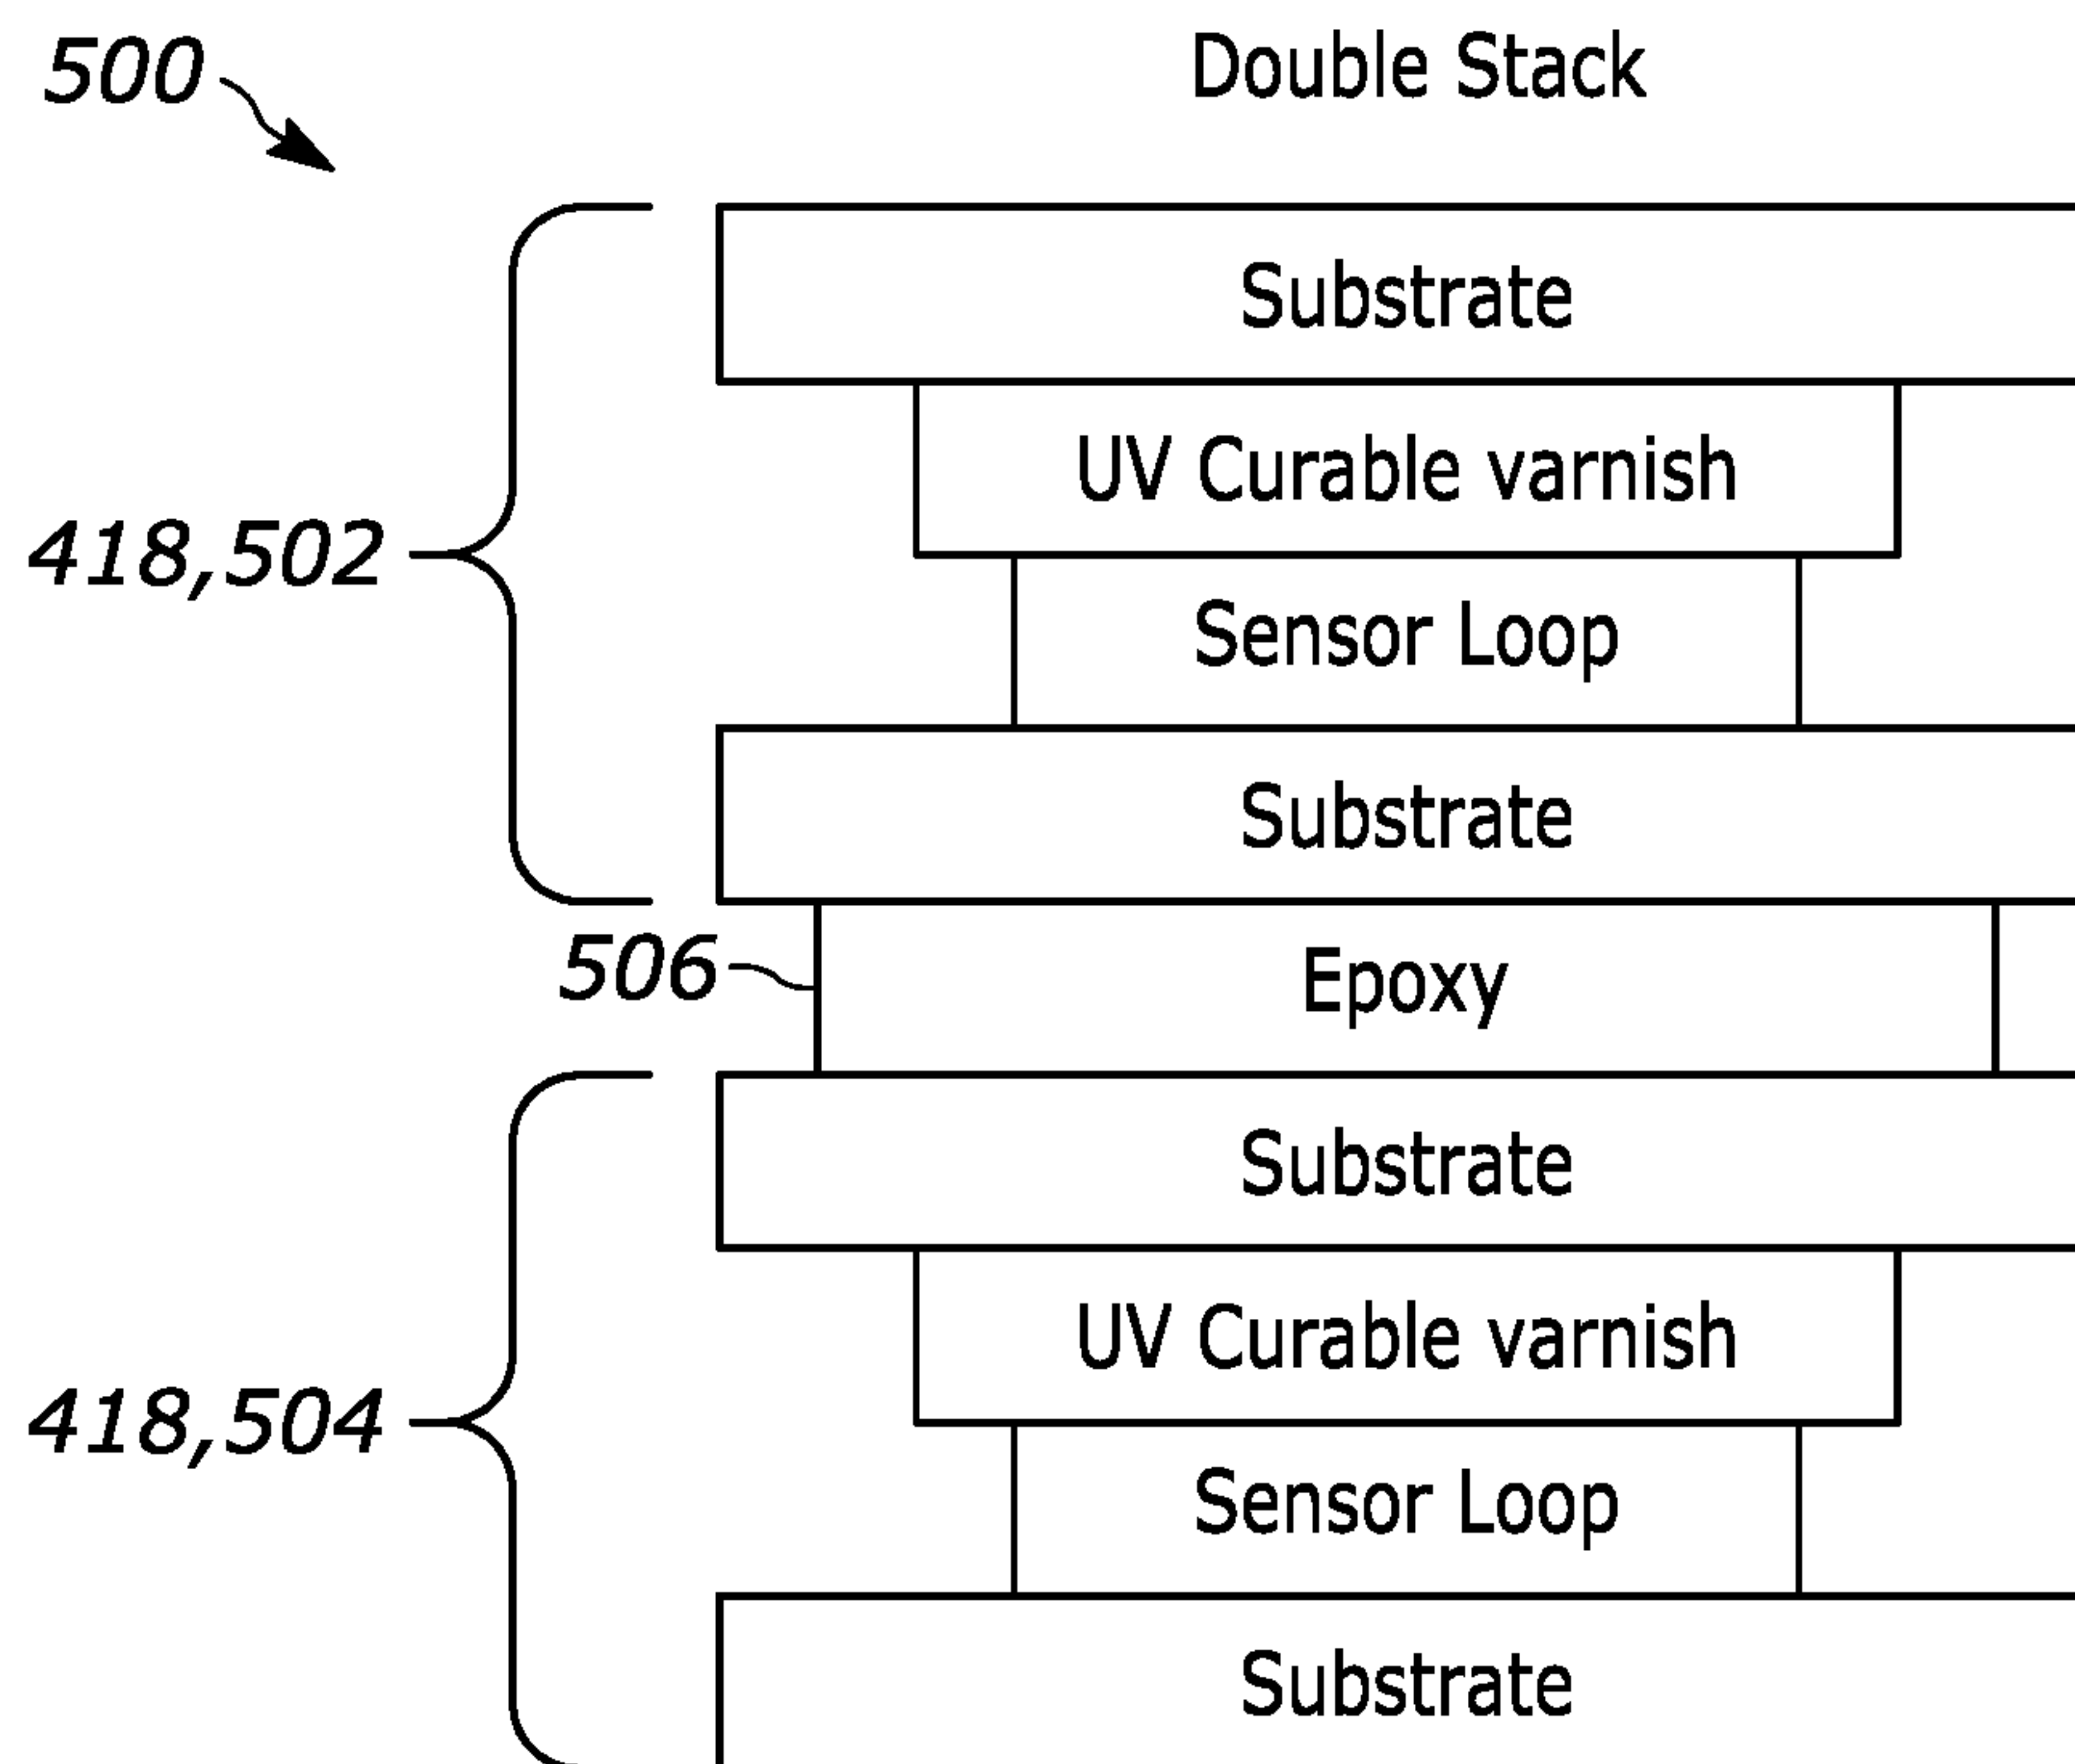 500
Double Stack
Substrate
UV Curable varnish
418,502
Sensor Loop
Substrate
506
Epoxy
Substrate
UV Curable varnish
418,504
Sensor Loop
Substrate